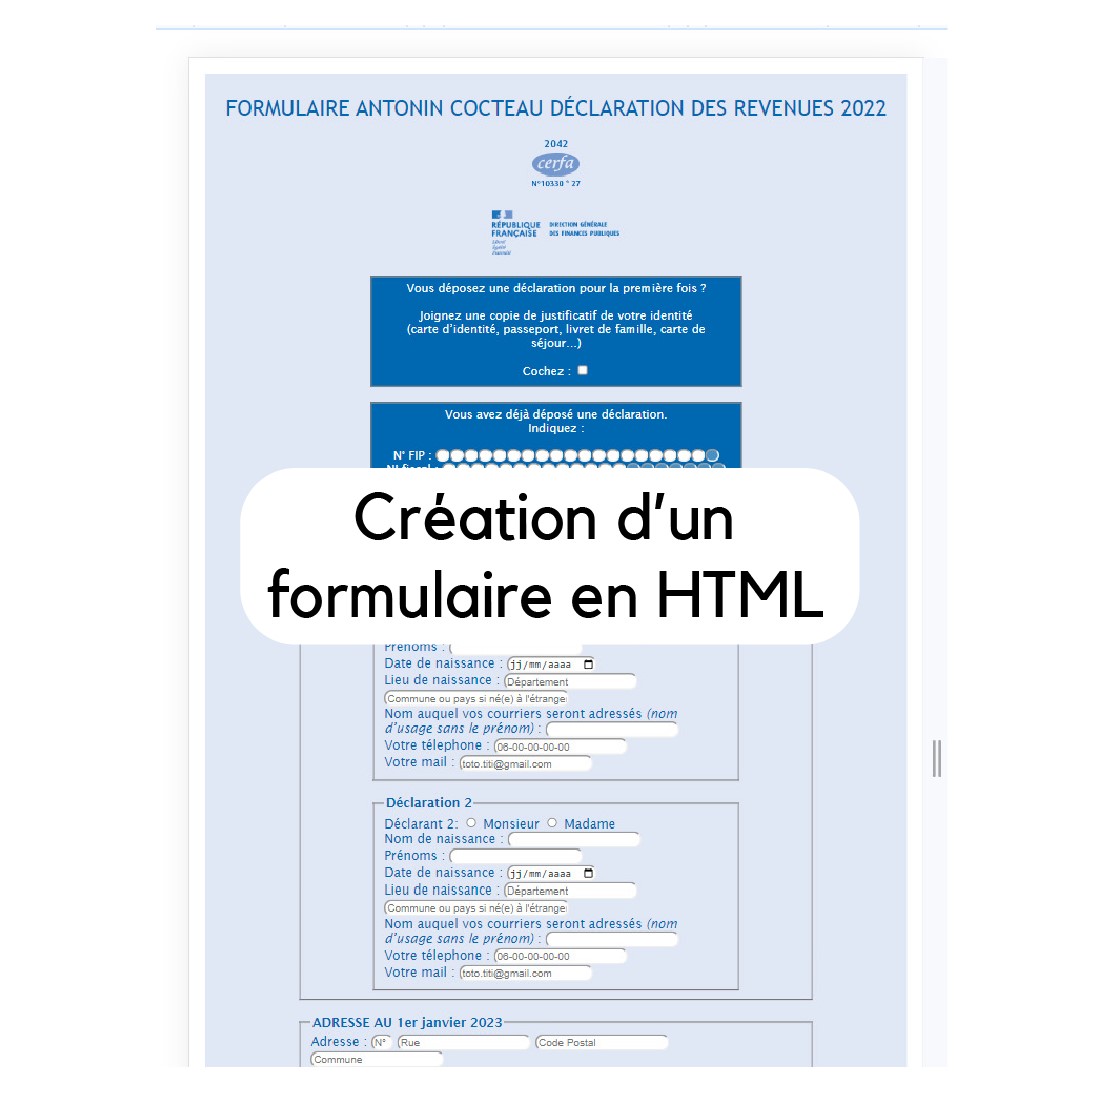 FORMULAIRE ANTONIN COCTEAU DÉCLARATION DES REVENUES 2022
2042
cerfa
N°10330 * 27
RÉPUBLIQUE
FRANÇAISE
Liberté
Égalité
Fraternité
DIRECTION GÉNÉRALE
DES FINANCES PUBLIQUES
Vous déposez une déclaration pour la première fois ?
Joignez une copie de justificatif de votre identité
(carte d'identité, passeport, livret de famille, carte de
séjour...)
Cochez :
Vous avez déjà déposé une déclaration.
Indiquez :
N° FIP :
Création d'un
formulaire en HTML
Prénoms :
Date de naissance : jj/mm/aaaa
Lieu de naissance : Département
Commune ou pays si né(e) à l'étrange
Nom auquel vos courriers seront adressés (nom
d'usage sans le prénom) :
Votre télephone : 06-00-00-00-00
Votre mail : toto.titi@gmail.com
Déclaration 2
Déclarant 2: Monsieur Madame
Nom de naissance :
Prénoms :
Date de naissance : jj/mm/aaaa
Lieu de naissance : Département
Commune ou pays si né(e) à l'étrange
Nom auquel vos courriers seront adressés (nom
d'usage sans le prénom) :
Votre télephone : 06-00-00-00-00
Votre mail : toto.titi@gmail.com
ADRESSE AU 1er janvier 2023
Adresse : N° Rue Code Postal
Commune